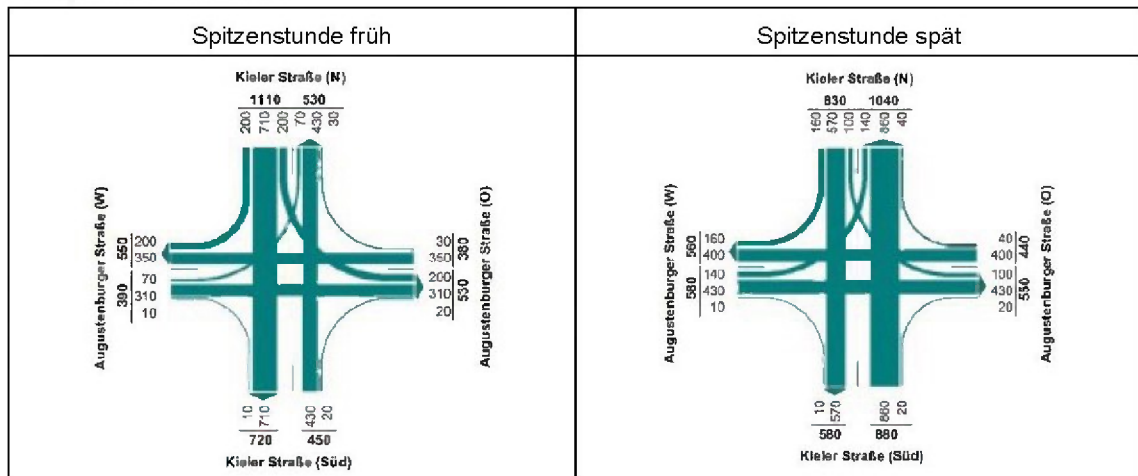 Spitzenstunde früh
Kieler Straße (N)
1110 530
200 710 200 70 430 30
Augustenburger Straße (W)
550
200
350
390
70
310
10
30
350
380
200
310
20
530
Augustenburger Straße (O)
10 710 430 20
720 450
Kieler Straße (Süd)
Spitzenstunde spät
Kieler Straße (N)
830 1040
160 570 100 140 860 40
Augustenburger Straße (W)
560
160
400
580
140
430
10
40
400
440
100
430
20
550
Augustenburger Straße (O)
10 570 860 20
580 880
Kieler Straße (Süd)